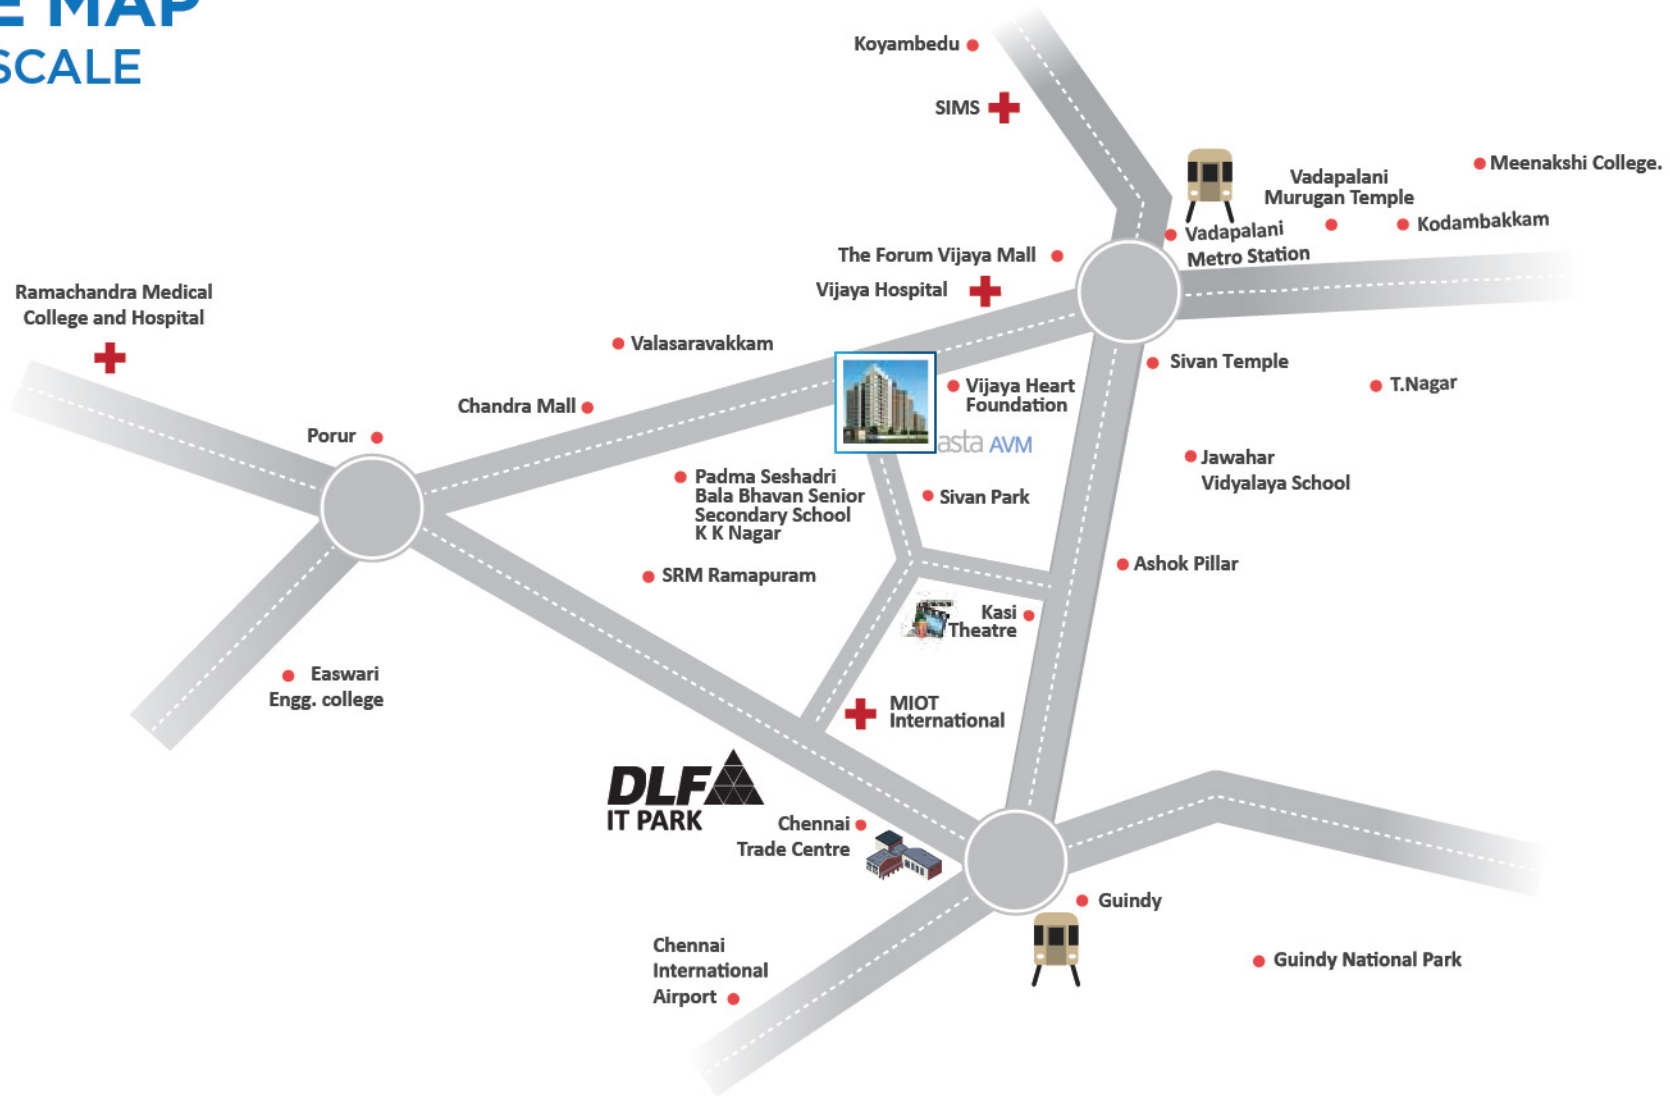 E MAP
SCALE
Koyambedu
SIMS
Meenakshi College.
Vadapalani
Murugan Temple
Kodambakkam
Vadapalani
Metro Station
The Forum Vijaya Mall
Vijaya Hospital
Ramachandra Medical
College and Hospital
Valasaravakkam
Sivan Temple
T.Nagar
Vijaya Heart
Foundation
Chandra Mall
Porur
asta AVM
Jawahar
Vidyalaya School
Padma Seshadri
Bala Bhavan Senior
Secondary School
K K Nagar
Sivan Park
SRM Ramapuram
Ashok Pillar
Kasi
Theatre
Easwari
Engg. college
MIOT
International
DLF
IT PARK
Chennai
Trade Centre
Guindy
Chennai
International
Airport
Guindy National Park